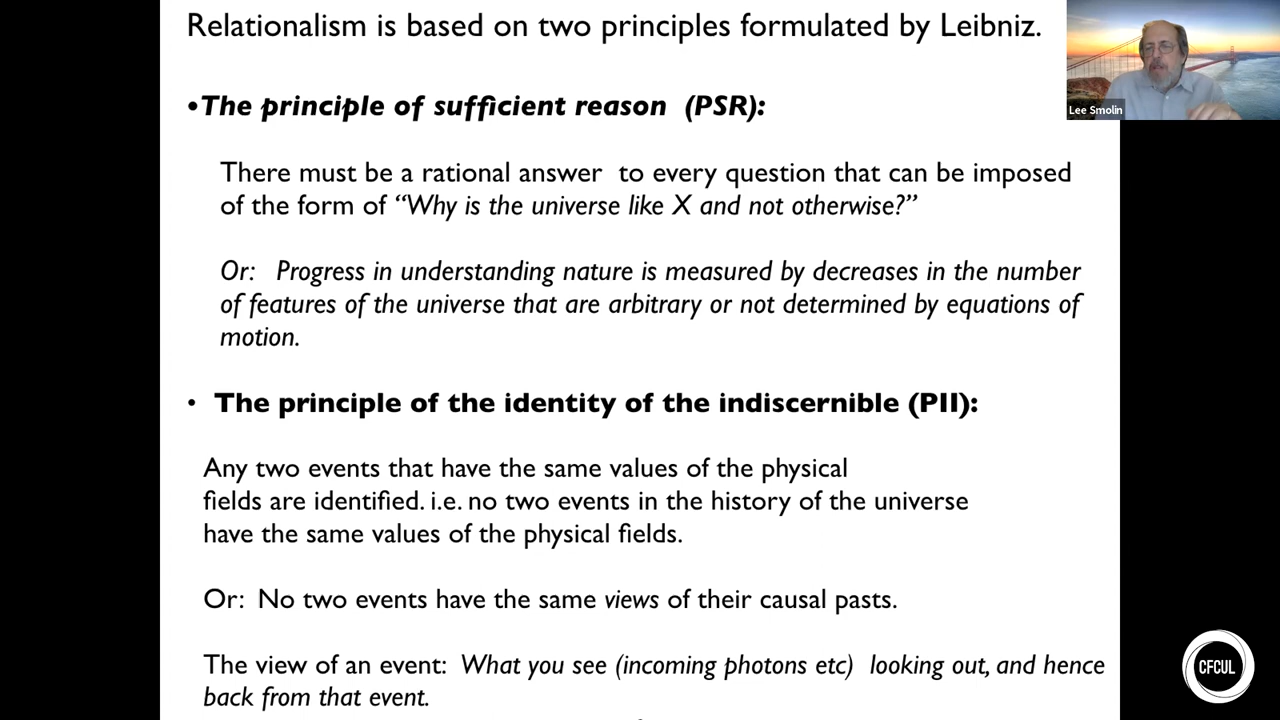 Relationalism is based on two principles formulated by Leibniz.
•The principle of sufficient reason (PSR):
There must be a rational answer to every question that can be imposed
of the form of “Why is the universe like X and not otherwise?”
Or: Progress in understanding nature is measured by decreases in the number
of features of the universe that are arbitrary or not determined by equations of
motion.
• The principle of the identity of the indiscernible (PII):
Any two events that have the same values of the physical
fields are identified. i.e. no two events in the history of the universe
have the same values of the physical fields.
Or: No two events have the same views of their causal pasts.
The view of an event: What you see (incoming photons etc) looking out, and hence
back from that event.
Lee Smolin
CFCUL